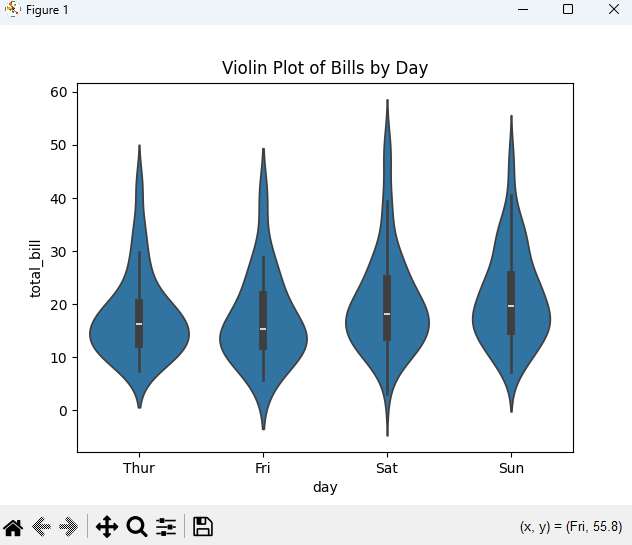 Figure 1
Violin Plot of Bills by Day
60
50
40
30
20
10
0
total_bill
Thur Fri Sat Sun
day
(x, y) = (Fri, 55.8)